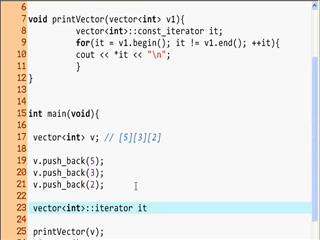 6
7 void printVector(vector<int> v1){
8 vector<int>::const_iterator it;
9 for(it = v1.begin(); it != v1.end(); ++it){
10 cout << *it << "\n";
11 }
12 }
13
14
15 int main(void){
16
17 vector<int> v; // [5][3][2]
18
19 v.push_back(5);
20 v.push_back(3);
21 v.push_back(2);
22
23 vector<int>::iterator it
24
25 printVector(v);